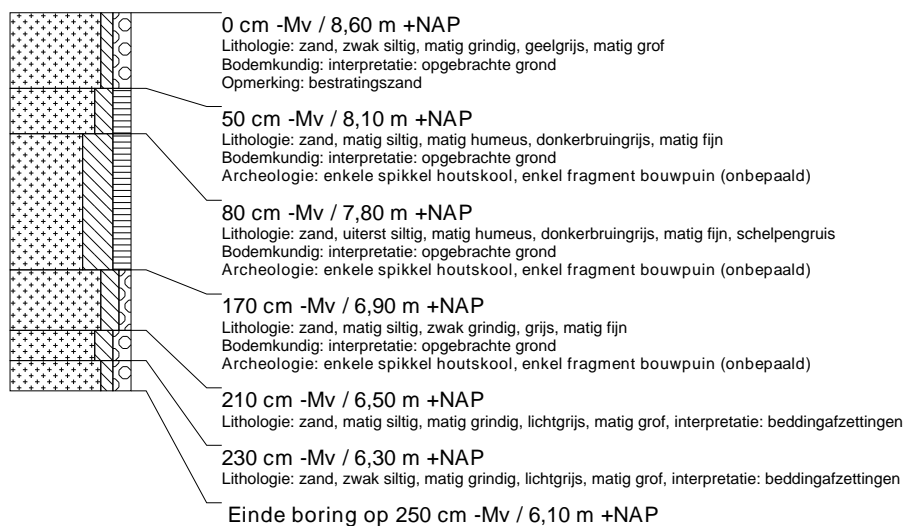 0 cm -Mv / 8,60 m +NAP
Lithologie: zand, zwak siltig, matig grindig, geelgrijs, matig grof
Bodemkundig: interpretatie: opgebrachte grond
Opmerking: bestratingszand
50 cm -Mv / 8,10 m +NAP
Lithologie: zand, matig siltig, matig humeus, donkerbruingrijs, matig fijn
Bodemkundig: interpretatie: opgebrachte grond
Archeologie: enkele spikkel houtskool, enkel fragment bouwpuin (onbepaald)
80 cm -Mv / 7,80 m +NAP
Lithologie: zand, uiterst siltig, matig humeus, donkerbruingrijs, matig fijn, schelpengruis
Bodemkundig: interpretatie: opgebrachte grond
Archeologie: enkele spikkel houtskool, enkel fragment bouwpuin (onbepaald)
170 cm -Mv / 6,90 m +NAP
Lithologie: zand, matig siltig, zwak grindig, grijs, matig fijn
Bodemkundig: interpretatie: opgebrachte grond
Archeologie: enkele spikkel houtskool, enkel fragment bouwpuin (onbepaald)
210 cm -Mv / 6,50 m +NAP
Lithologie: zand, matig siltig, matig grindig, lichtgrijs, matig grof, interpretatie: beddingafzettingen
230 cm -Mv / 6,30 m +NAP
Lithologie: zand, zwak siltig, matig grindig, lichtgrijs, matig grof, interpretatie: beddingafzettingen
Einde boring op 250 cm -Mv / 6,10 m +NAP